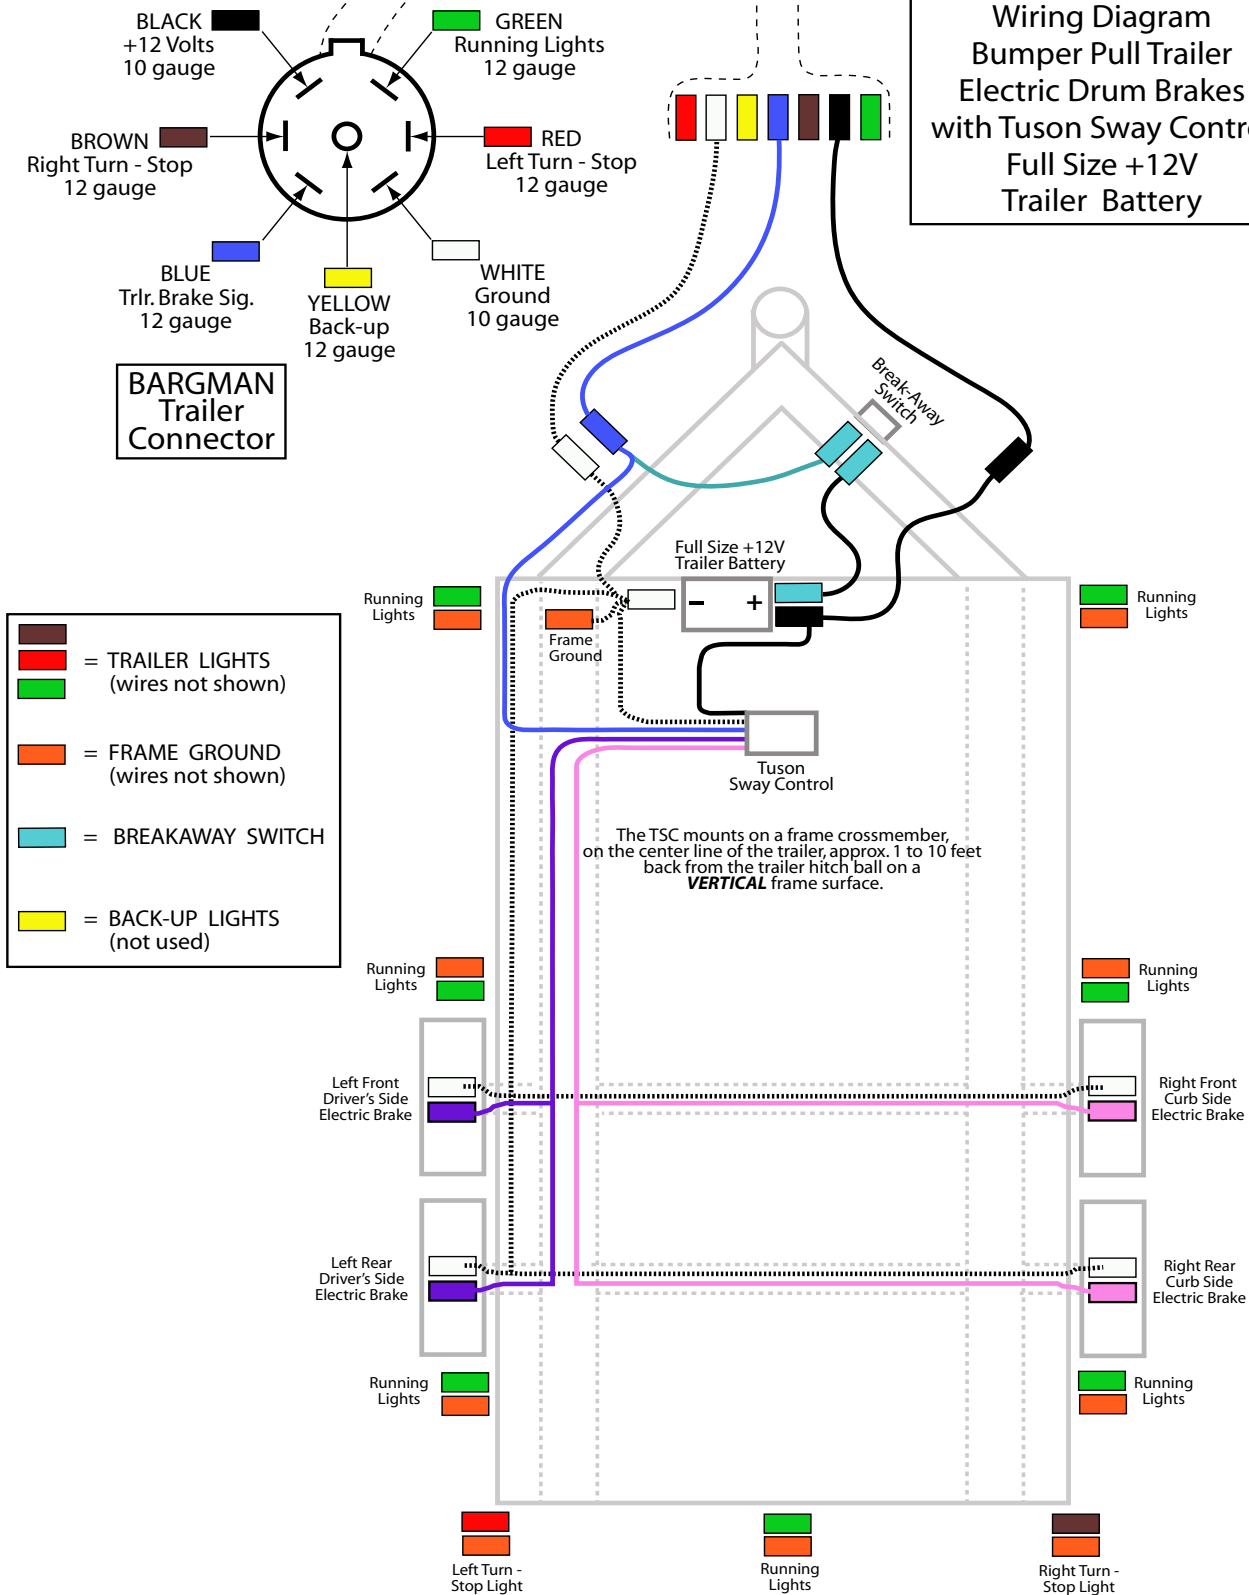 BLACK
+12 Volts
10 gauge
GREEN
Running Lights
12 gauge
BROWN
Right Turn - Stop
12 gauge
RED
Left Turn - Stop
12 gauge
BLUE
Trlr. Brake Sig.
12 gauge
YELLOW
Back-up
12 gauge
WHITE
Ground
10 gauge
BARGMAN
Trailer
Connector
Wiring Diagram
Bumper Pull Trailer
Electric Drum Brakes
with Tuson Sway Contro
Full Size +12V
Trailer Battery
Break-Away
Switch
Full Size +12V
Trailer Battery
– +
Running
Lights
Frame
Ground
Running
Lights
= TRAILER LIGHTS
(wires not shown)
= FRAME GROUND
(wires not shown)
= BREAKAWAY SWITCH
= BACK-UP LIGHTS
(not used)
Tuson
Sway Control
The TSC mounts on a frame crossmember,
on the center line of the trailer, approx. 1 to 10 feet
back from the trailer hitch ball on a
VERTICAL frame surface.
Running
Lights
Running
Lights
Left Front
Driver's Side
Electric Brake
Right Front
Curb Side
Electric Brake
Left Rear
Driver's Side
Electric Brake
Right Rear
Curb Side
Electric Brake
Running
Lights
Running
Lights
Left Turn -
Stop Light
Running
Lights
Right Turn -
Stop Light